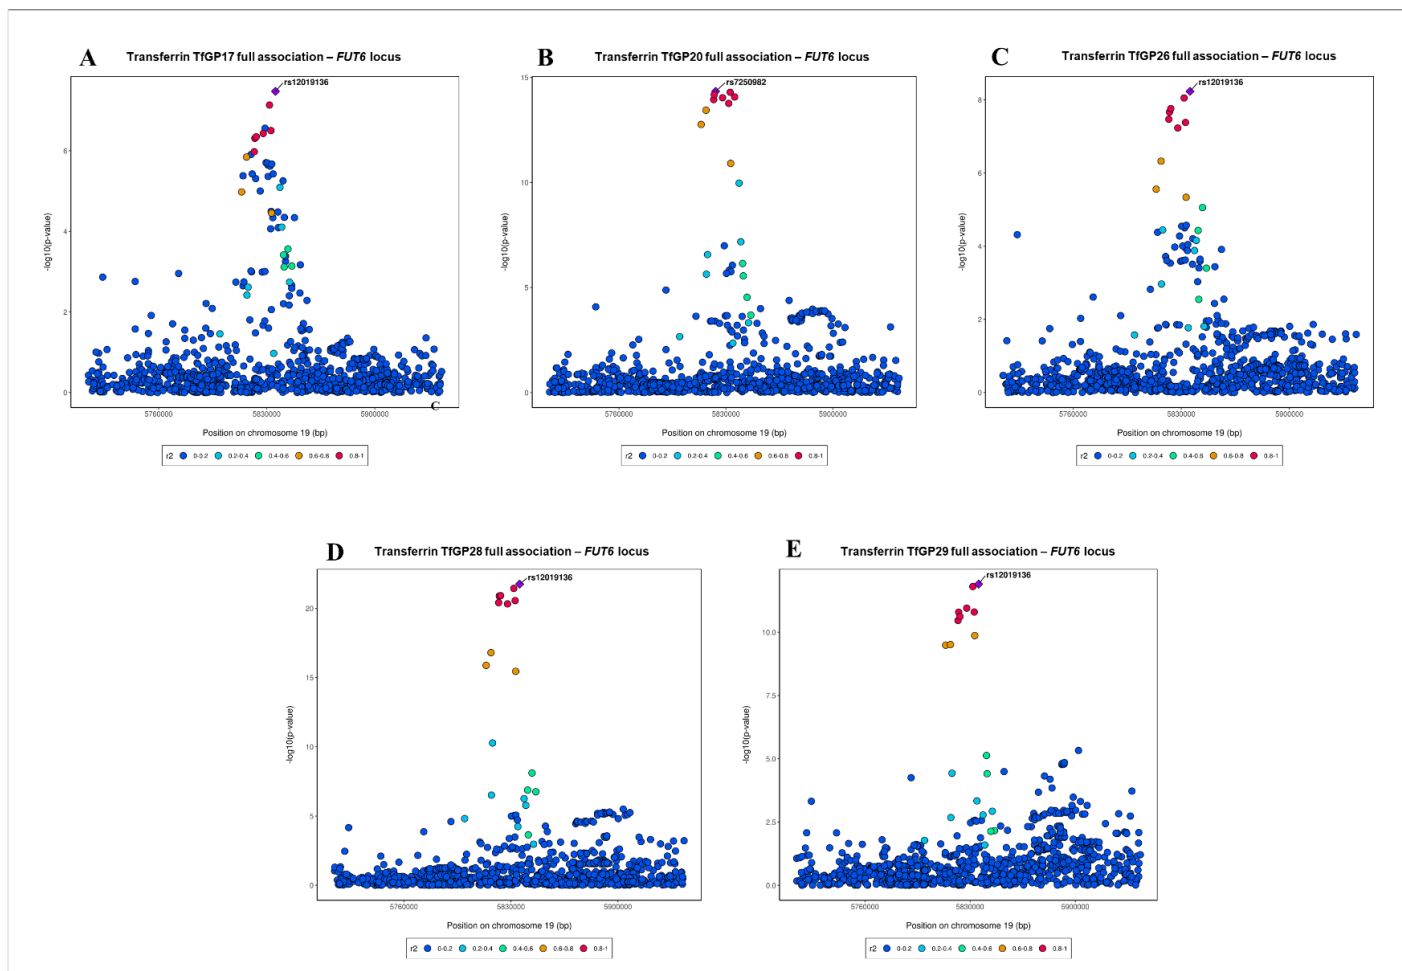 A Transferrin TfGP17 full association – FUT6 locus
rs12019136
-log10(p-value)
6
4
2
0
5760000 5830000 5900000
C
Position on chromosome 19 (bp)
r2 0-0.2 0.2-0.4 0.4-0.6 0.6-0.8 0.8-1
B Transferrin TfGP20 full association – FUT6 locus
rs7250982
-log10(p-value)
15
10
5
0
5760000 5830000 5900000
Position on chromosome 19 (bp)
r2 0-0.2 0.2-0.4 0.4-0.6 0.6-0.8 0.8-1
C Transferrin TfGP26 full association – FUT6 locus
rs12019136
-log10(p-value)
8
6
4
2
0
5760000 5830000 5900000
Position on chromosome 19 (bp)
r2 0-0.2 0.2-0.4 0.4-0.6 0.6-0.8 0.8-1
D Transferrin TfGP28 full association – FUT6 locus
rs12019136
-log10(p-value)
20
15
10
5
0
5760000 5830000 5900000
Position on chromosome 19 (bp)
r2 0-0.2 0.2-0.4 0.4-0.6 0.6-0.8 0.8-1
E Transferrin TfGP29 full association – FUT6 locus
rs12019136
-log10(p-value)
10.0
7.5
5.0
2.5
0.0
5760000 5830000 5900000
Position on chromosome 19 (bp)
r2 0-0.2 0.2-0.4 0.4-0.6 0.6-0.8 0.8-1